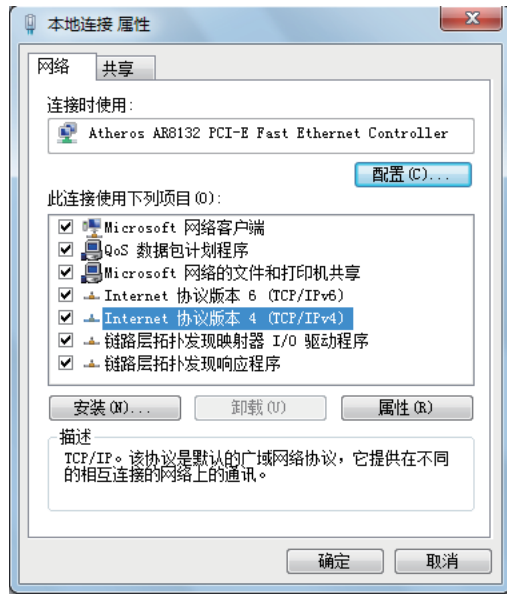 本地连接 属性
网络
共享
连接时使用:
Atheros AR8132 PCI-E Fast Ethernet Controller
配置(C)...
此连接使用下列项目(O):
Microsoft 网络客户端
QoS 数据包计划程序
Microsoft 网络的文件和打印机共享
Internet 协议版本 6 (TCP/IPv6)
Internet 协议版本 4 (TCP/IPv4)
链路层拓扑发现映射器 I/O 驱动程序
链路层拓扑发现响应程序
安装(N)...
卸载(U)
属性(R)
描述
TCP/IP。该协议是默认的广域网络协议，它提供在不同
的相互连接的网络上的通讯。
确定
取消